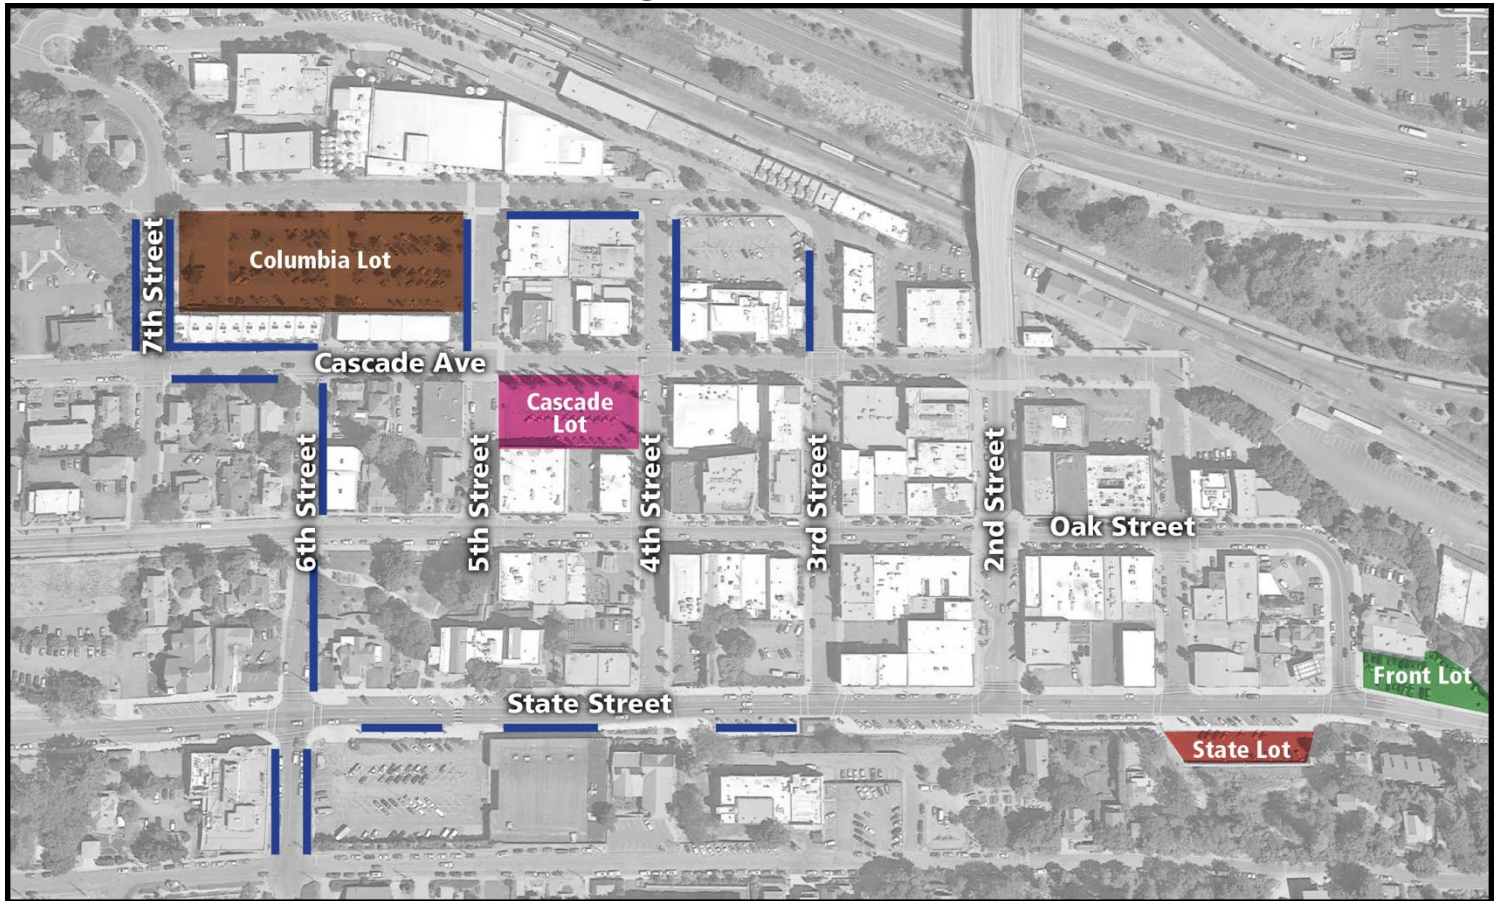 Columbia Lot
7th Street
Cascade Ave
Cascade
Lot
6th Street
5th Street
4th Street
3rd Street
2nd Street
Oak Street
State Street
Front Lot
State Lot